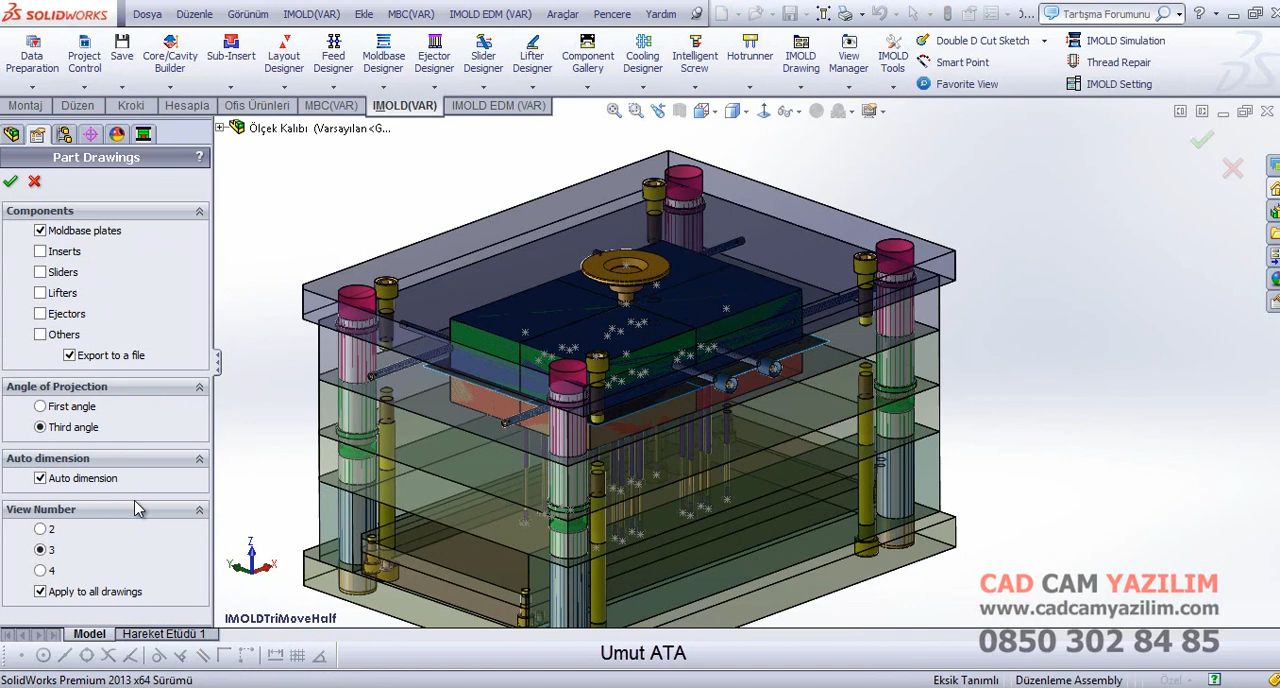 SOLIDWORKS
Dosya Düzenle Görünüm IMOLD(VAR) Ekle MBC(VAR) IMOLD EDM (VAR) Araçlar Pencere Yardım
Tartışma Forumunu
Data Preparation
Project Control
Save
Core/Cavity Builder
Sub-Insert
Layout Designer
Feed Designer
Moldbase Designer
Ejector Designer
Slider Designer
Lifter Designer
Component Gallery
Cooling Designer
Intelligent Screw
Hotrunner
IMOLD Drawing
View Manager
IMOLD Tools
Double D Cut Sketch
Smart Point
Favorite View
IMOLD Simulation
Thread Repair
IMOLD Setting
Montaj Düzen Kroki Hesapla Ofis Ürünleri MBC(VAR) IMOLD(VAR) IMOLD EDM (VAR)
Ölçek Kalıbı (Varsayılan<G...
Part Drawings ?
Components
Moldbase plates
Inserts
Sliders
Lifters
Ejectors
Others
Export to a file
Angle of Projection
First angle
Third angle
Auto dimension
Auto dimension
View Number
2
3
4
Apply to all drawings
Z
Y X
IMOLDTriMoveHalf
CAD CAM YAZILIM
www.cadcamyazilim.com
0850 302 84 85
Model Hareket Etüdü 1
Umut ATA
SolidWorks Premium 2013 x64 Sürümü
Eksik Tanımlı Düzenleme Assembly Özel